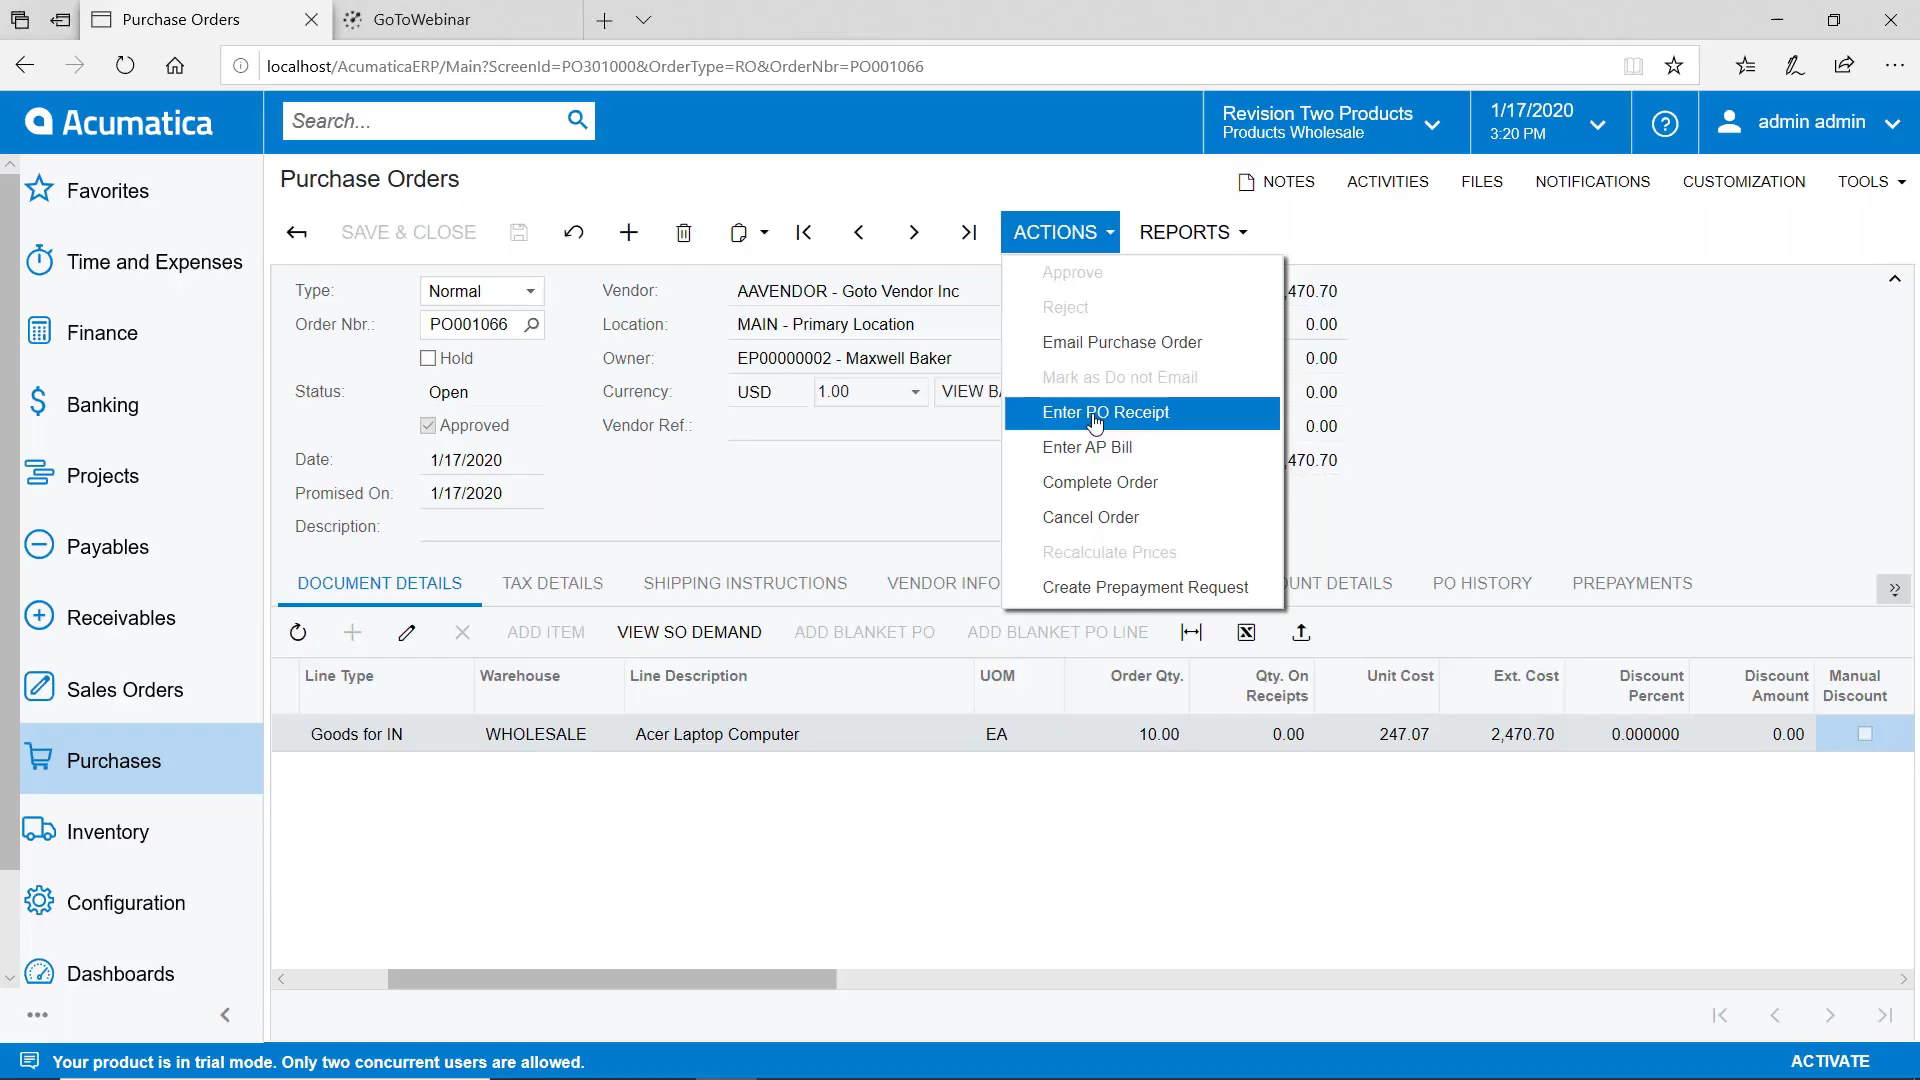 Purchase Orders
GoToWebinar
localhost/AcumaticaERP/Main?ScreenId=PO301000&OrderType=RO&OrderNbr=PO001066
Acumatica
Search...
Revision Two Products
Products Wholesale
1/17/2020
3:20 PM
admin admin
Favorites
Time and Expenses
Finance
Banking
Projects
Payables
Receivables
Sales Orders
Purchases
Inventory
Configuration
Dashboards
Purchase Orders
NOTES ACTIVITIES FILES NOTIFICATIONS CUSTOMIZATION TOOLS
SAVE & CLOSE
ACTIONS REPORTS
Type: Normal Vendor: AAVENDOR - Goto Vendor Inc
Order Nbr.: PO001066 Location: MAIN - Primary Location
Hold Owner: EP00000002 - Maxwell Baker
Status: Open Currency: USD 1.00 VIEW BA
Approved Vendor Ref.:
Date: 1/17/2020
Promised On: 1/17/2020
Description:
Approve
Reject
Email Purchase Order
Mark as Do not Email
Enter PO Receipt
Enter AP Bill
Complete Order
Cancel Order
Recalculate Prices
Create Prepayment Request
,470.70
0.00
0.00
0.00
0.00
,470.70
DOCUMENT DETAILS TAX DETAILS SHIPPING INSTRUCTIONS VENDOR INFO UNT DETAILS PO HISTORY PREPAYMENTS
ADD ITEM VIEW SO DEMAND ADD BLANKET PO ADD BLANKET PO LINE
Line Type Warehouse Line Description UOM Order Qty. Qty. On Receipts Unit Cost Ext. Cost Discount Percent Discount Amount Manual Discount
Goods for IN WHOLESALE Acer Laptop Computer EA 10.00 0.00 247.07 2,470.70 0.000000 0.00
Your product is in trial mode. Only two concurrent users are allowed.
ACTIVATE